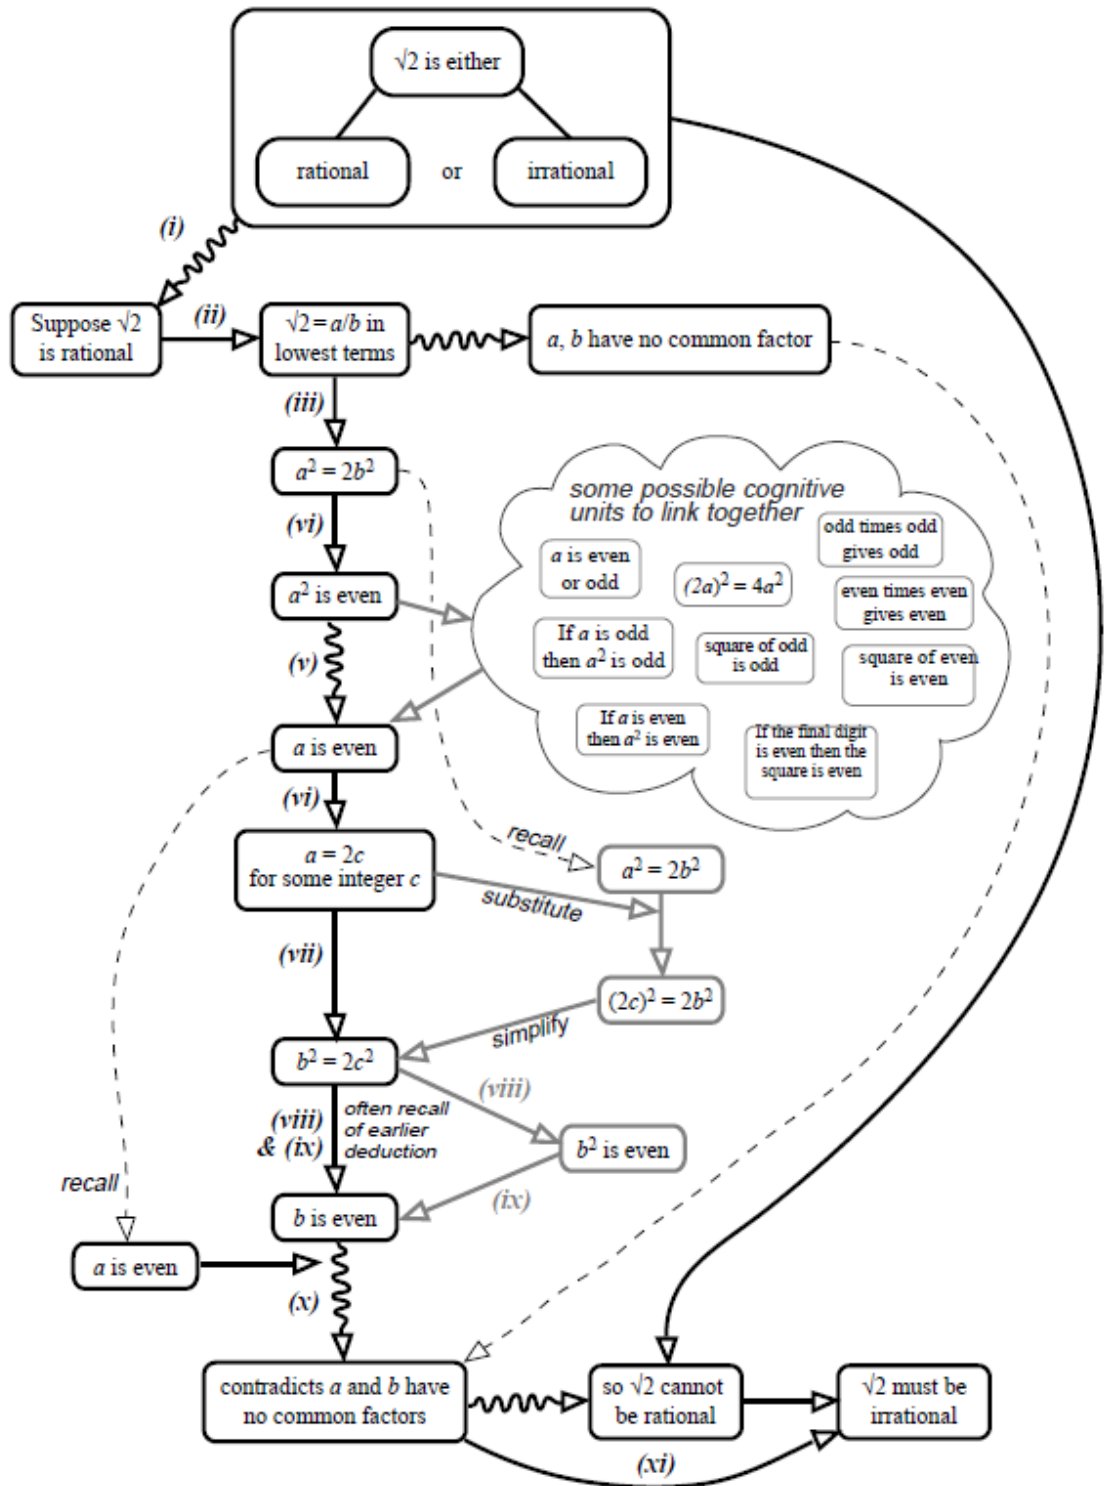 √2 is either
rational
or
irrational
(i)
Suppose √2
is rational
(ii)
√2 = a/b in
lowest terms
a, b have no common factor
(iii)
a² = 2b²
(vi)
a² is even
some possible cognitive
units to link together
odd times odd
gives odd
a is even
or odd
(2a)² = 4a²
even times even
gives even
If a is odd
then a² is odd
square of odd
is odd
square of even
is even
If a is even
then a² is even
If the final digit
is even then the
square is even
(v)
a is even
(vi)
a = 2c
for some integer c
recall
a² = 2b²
substitute
(vii)
(2c)² = 2b²
simplify
b² = 2c²
(viii)
(viii)
& (ix)
often recall
of earlier
deduction
b² is even
(ix)
recall
b is even
a is even
(x)
contradicts a and b have
no common factors
so √2 cannot
be rational
√2 must be
irrational
(xi)